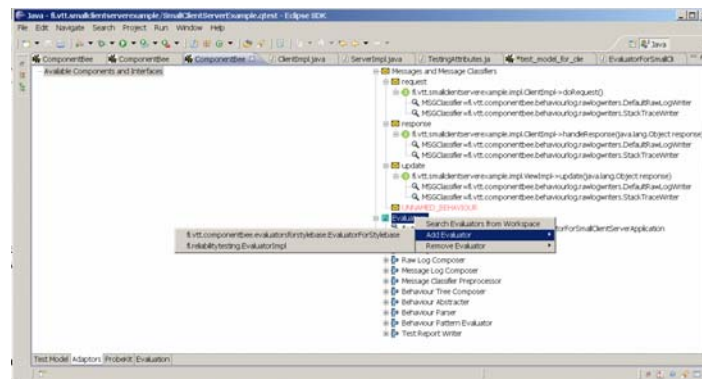 Java - fi.vtt.smallclientserverexample/SmallClientServerExample.qtest - Eclipse SDK
File Edit Navigate Search Project Run Window Help
Java
ComponentBee
ComponentBee
ComponentBee
ClientImpl.java
ServerImpl.java
TestingAttributes.ja
*test_model_for_cle
EvaluatorForSmallCl
Available Components and Interfaces
Messages and Message Classifiers
request
fi.vtt.smallclientserverexample.impl.ClientImpl->doRequest()
MSGClassifier=fi.vtt.componentbee.behaviourlog.rawlogwriters.DefaultRawLogWriter
MSGClassifier=fi.vtt.componentbee.behaviourlog.rawlogwriters.StackTraceWriter
response
fi.vtt.smallclientserverexample.impl.ClientImpl->handleResponse(java.lang.Object response)
MSGClassifier=fi.vtt.componentbee.behaviourlog.rawlogwriters.DefaultRawLogWriter
MSGClassifier=fi.vtt.componentbee.behaviourlog.rawlogwriters.StackTraceWriter
update
fi.vtt.smallclientserverexample.impl.ViewImpl->update(java.lang.Object response)
MSGClassifier=fi.vtt.componentbee.behaviourlog.rawlogwriters.DefaultRawLogWriter
MSGClassifier=fi.vtt.componentbee.behaviourlog.rawlogwriters.StackTraceWriter
UNNAMED_BEHAVIOUR
Evalua
Search Evaluators from Workspace
Add Evaluator
Remove Evaluator
orForSmallClientServerApplication
fi.vtt.componentbee.evaluatorsforstylebase.EvaluatorForStylebase
fi.reliabilitytesting.EvaluatorImpl
Raw Log Composer
Message Log Composer
Message Classifier Preprocessor
Behaviour Tree Composer
Behaviour Abstracter
Behaviour Parser
Behaviour Pattern Evaluator
Test Report Writer
Test Model Adaptors Probekit Evaluation